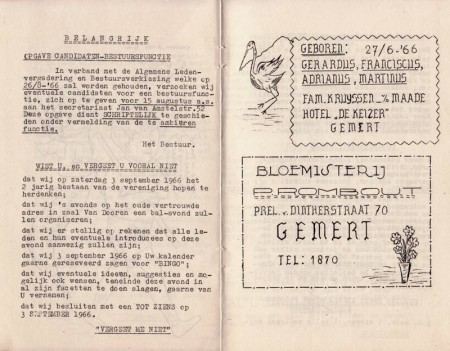 BELANGRIJK
OPGAVE CANDIDATEN-BESTUURSFUNCTIE
In verband met de Algemene Leden-
vergadering en Bestuursverkiezing welke op
26/8-'66 zal worden gehouden, verzoeken wij
eventuele candidaten voor een bestuursfunc-
tie, zich op te geven voor 15 augustus a.s.
aan het secretariaat Jan van Amstelstr.52
Deze opgave dient SCHRIFTELIJK te geschie-
den onder vermelding van de te ambiëren
functie.
Het Bestuur.
WIST U, en VERGEET U VOORAL NIET
dat wij op zaterdag 3 september 1966 het
2 jarig bestaan van de vereniging hopen te
herdenken;
dat wij 's avonds op het oude vertrouwde
adres in zaal Van Dooren een bal-avond zul-
len organiseren;
dat wij er stellig op rekenen dat alle le-
den en hun eventuele introducees op deze
avond aanwezig zullen zijn;
dat wij 3 september 1966 op Uw kalender
gaarne gereserveerd zagen voor "BINGO";
dat wij eventuele ideeën, suggesties en mo-
gelijk ook wensen, teneinde deze avond in
al zijn facetten te doen slagen, gaarne van
U vernemen;
dat wij besluiten met een TOT ZIENS op
3 SEPTEMBER 1966.
"VERGEET ME NIET"
GEBOREN: 27/6-'66
GERARDUS, FRANCISCUS,
ADRIANUS, MARTINUS
FAM. KRUYSSEN -v/d MAADE
HOTEL „DE KEIZER"
GEMERT
BLOEMISTERIJ
P. ROMBOUT
PREL. v. DINTHERSTRAAT 70
GEMERT
TEL: 1870